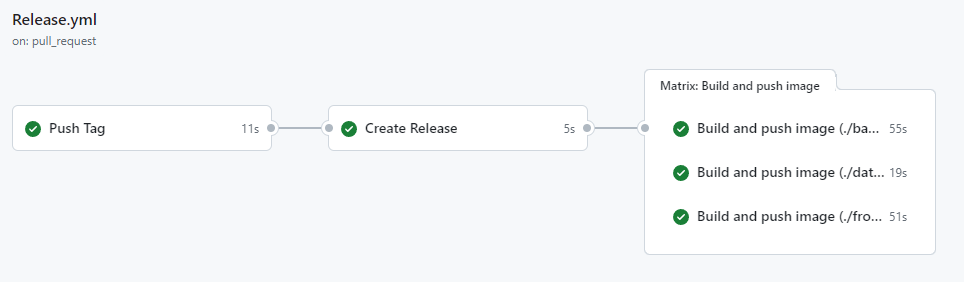 Release.yml
on: pull_request
Push Tag 11s
Create Release 5s
Matrix: Build and push image
Build and push image (./ba... 55s
Build and push image (./dat... 19s
Build and push image (./fro... 51s